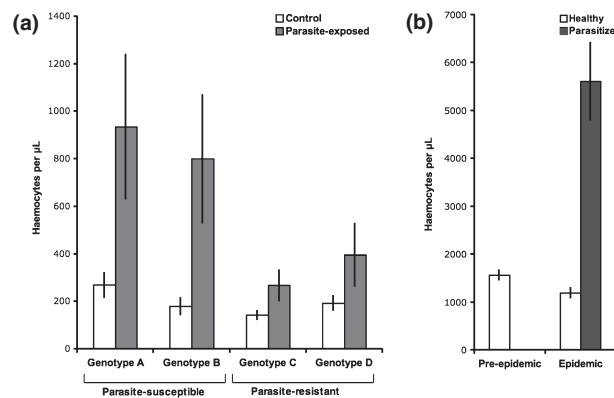 (a)
Control
Parasite-exposed
1400
1200
1000
800
600
400
200
0
Haemocytes per µL
Genotype A Genotype B Genotype C Genotype D
Parasite-susceptible Parasite-resistant
(b)
Healthy
Parasitize
7000
6000
5000
4000
3000
2000
1000
0
Haemocytes per µL
Pre-epidemic Epidemic